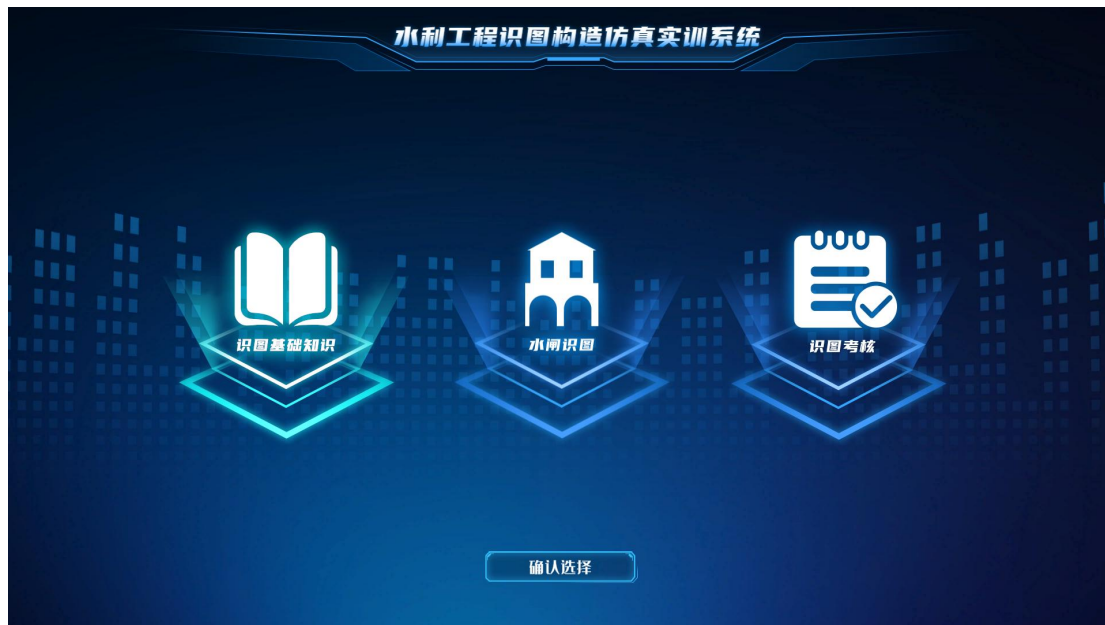 水利工程识图构造仿真实训系统
识图基础知识
水闸识图
识图考核
确认选择